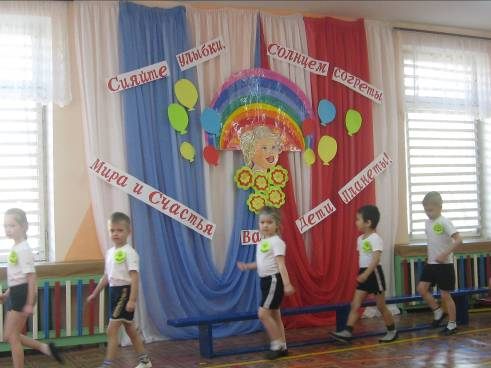 Сияйте улыбки,
Солнцем согреты
Мира и Счастья
Ва
Дети Планеты!